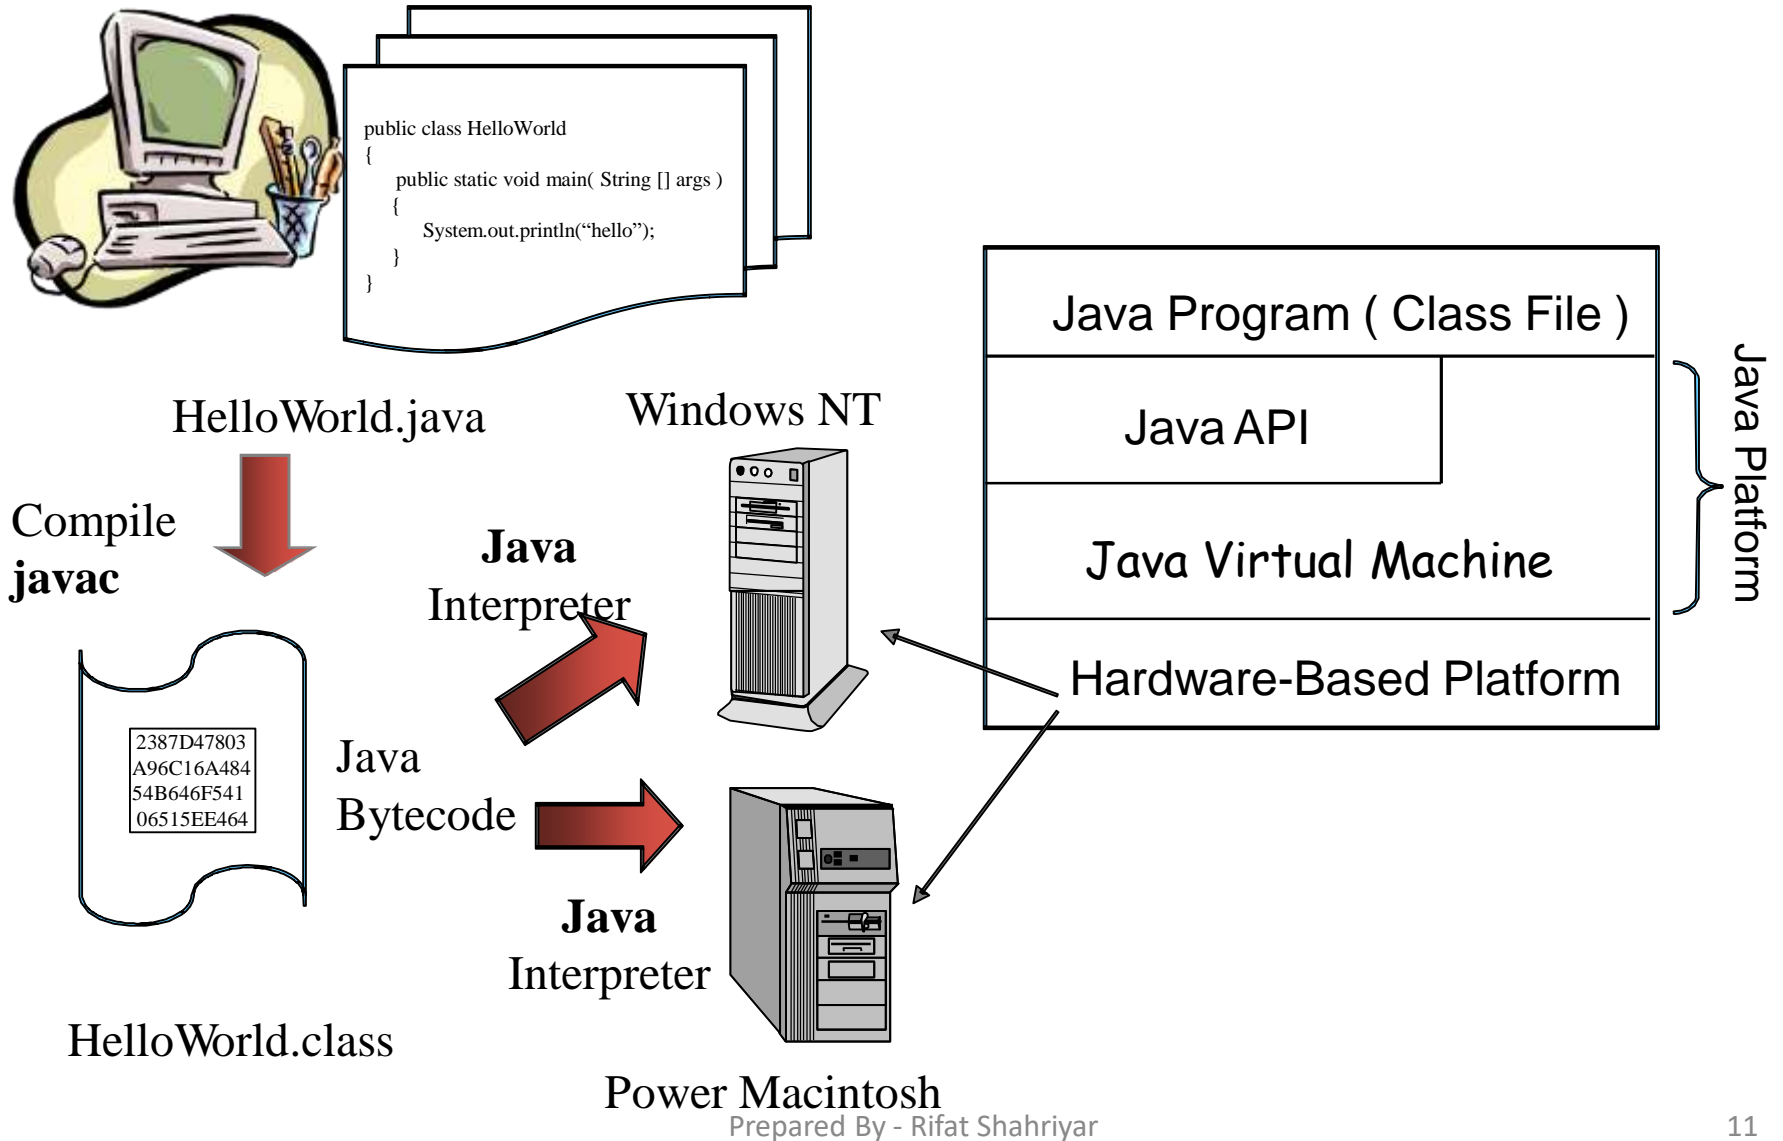 public class HelloWorld
{
public static void main( String [] args )
{
System.out.println(“hello”);
}
}
HelloWorld.java
Compile
javac
2387D47803
A96C16A484
54B646F541
06515EE464
HelloWorld.class
Java
Bytecode
Java
Interpreter
Windows NT
Java
Interpreter
Power Macintosh
Java Program ( Class File )
Java API
Java Virtual Machine
Hardware-Based Platform
Java Platform
Prepared By - Rifat Shahriyar
11